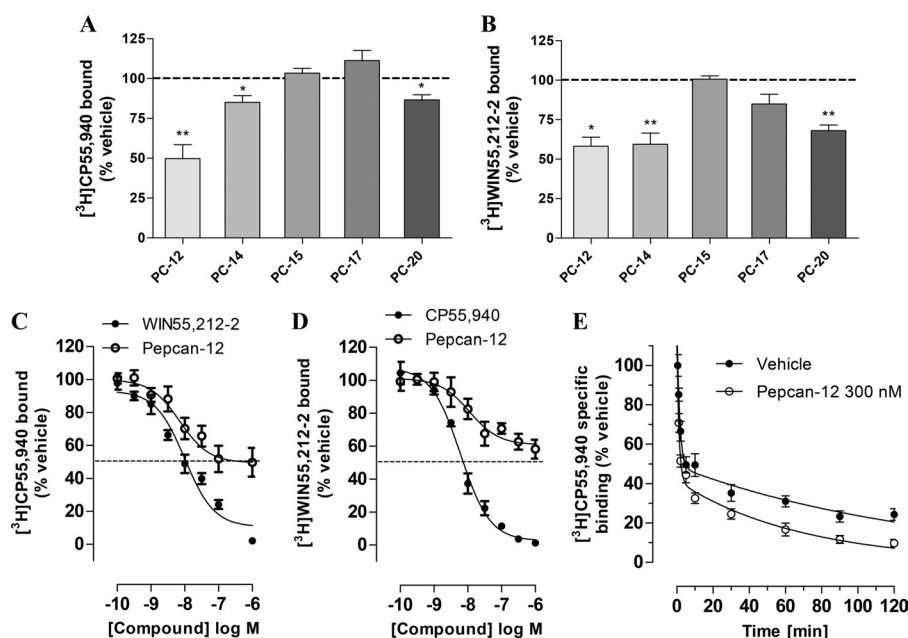 A
[³H]CP55,940 bound
(% vehicle)
125
100
75
50
25
0
**
*
*
PC-12
PC-14
PC-15
PC-17
PC-20
B
[³H]WIN55,212-2 bound
(% vehicle)
125
100
75
50
25
0
*
**
**
PC-12
PC-14
PC-15
PC-17
PC-20
C
WIN55,212-2
Pepcan-12
[³H]CP55,940 bound
(% vehicle)
120
100
80
60
40
20
0
-10 -9 -8 -7 -6
[Compound] log M
D
CP55,940
Pepcan-12
[³H]WIN55,212-2 bound
(% vehicle)
120
100
80
60
40
20
0
-10 -9 -8 -7 -6
[Compound] log M
E
Vehicle
Pepcan-12 300 nM
[³H]CP55,940 specific
binding (% vehicle)
100
80
60
40
20
0
0 20 40 60 80 100 120
Time [min]